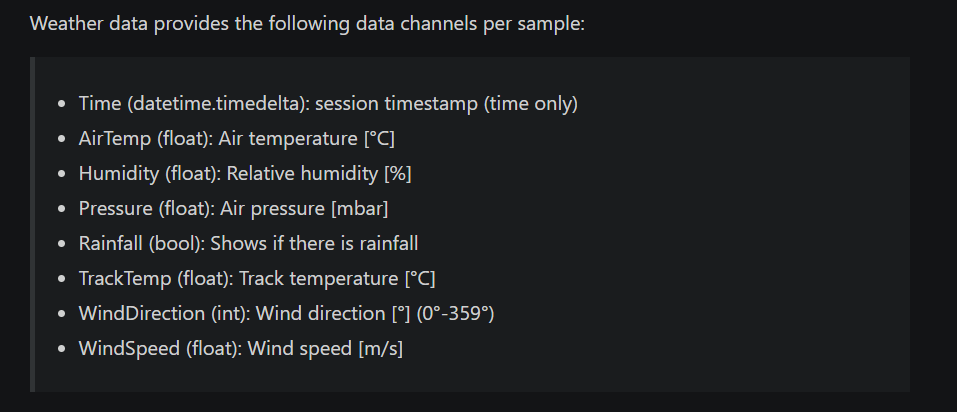 Weather data provides the following data channels per sample:
• Time (datetime.timedelta): session timestamp (time only)
• AirTemp (float): Air temperature [°C]
• Humidity (float): Relative humidity [%]
• Pressure (float): Air pressure [mbar]
• Rainfall (bool): Shows if there is rainfall
• TrackTemp (float): Track temperature [°C]
• WindDirection (int): Wind direction [°] (0°-359°)
• WindSpeed (float): Wind speed [m/s]